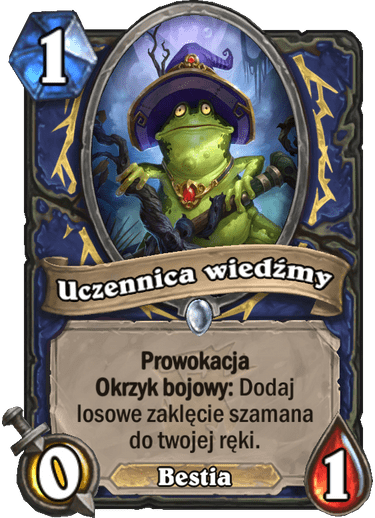 1
Uczennica wiedźmy
Prowokacja
Okrzyk bojowy: Dodaj
losowe zaklęcie szamana
do twojej ręki.
0
Bestia
1